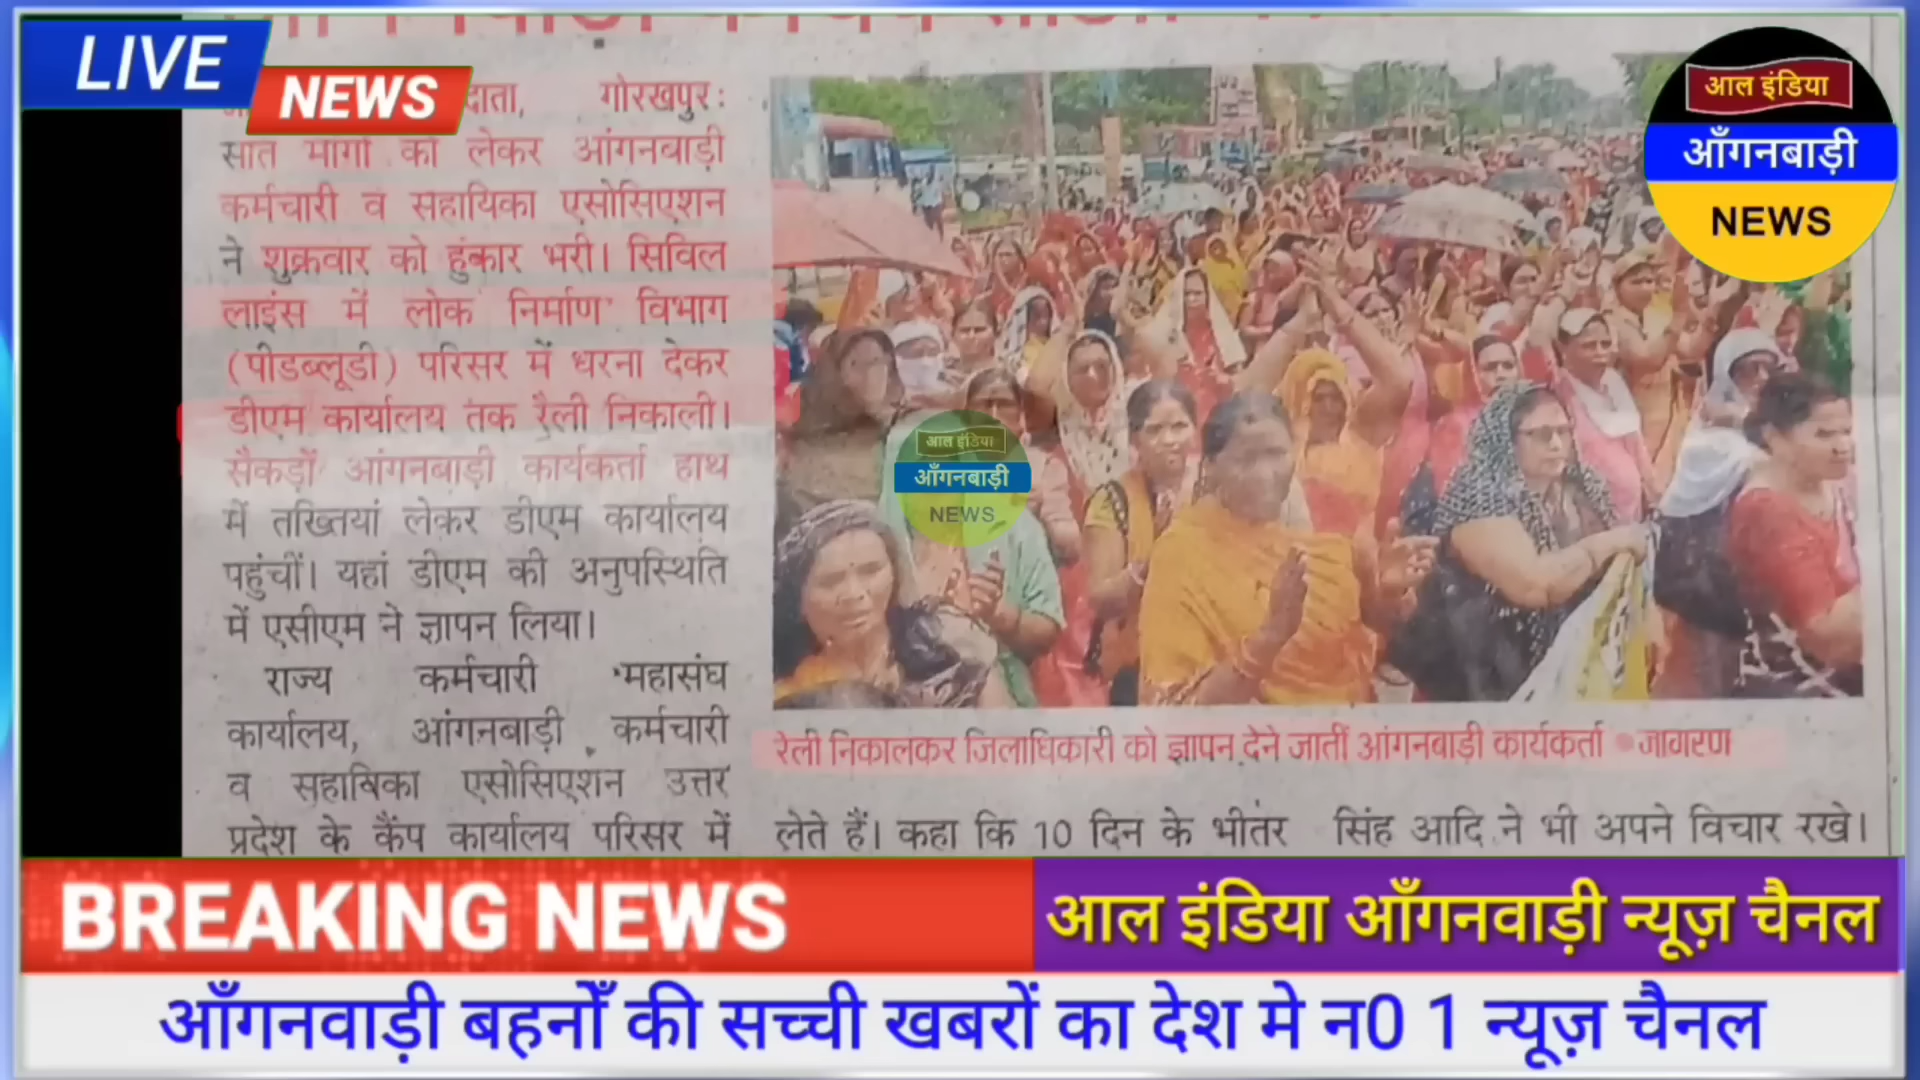 LIVE
NEWS
आल इंडिया
आँगनबाड़ी
NEWS
दाता, गोरखपुर:
सात मांगों को लेकर आंगनबाड़ी
कर्मचारी व सहायिका एसोसिएशन
ने शुक्रवार को हुंकार भरी। सिविल
लाइंस में लोक निर्माण विभाग
(पीडब्लूडी) परिसर में धरना देकर
डीएम कार्यालय तक रैली निकाली।
सैकड़ों आंगनबाड़ी कार्यकर्ता हाथ
में तख्तियां लेकर डीएम कार्यालय
पहुंचीं। यहां डीएम की अनुपस्थिति
में एसीएम ने ज्ञापन लिया।
राज्य कर्मचारी महासंघ
कार्यालय, आंगनबाड़ी कर्मचारी
व सहायिका एसोसिएशन उत्तर
प्रदेश के कैंप कार्यालय परिसर में
आल इंडिया
आँगनबाड़ी
NEWS
रैली निकालकर जिलाधिकारी को ज्ञापन देने जातीं आंगनबाड़ी कार्यकर्ता ● जागरण
लेते हैं। कहा कि 10 दिन के भीतर
सिंह आदि ने भी अपने विचार रखे।
BREAKING NEWS
आल इंडिया आँगनवाड़ी न्यूज़ चैनल
आँगनवाड़ी बहनोँ की सच्ची खबरों का देश मे न0 1 न्यूज़ चैनल